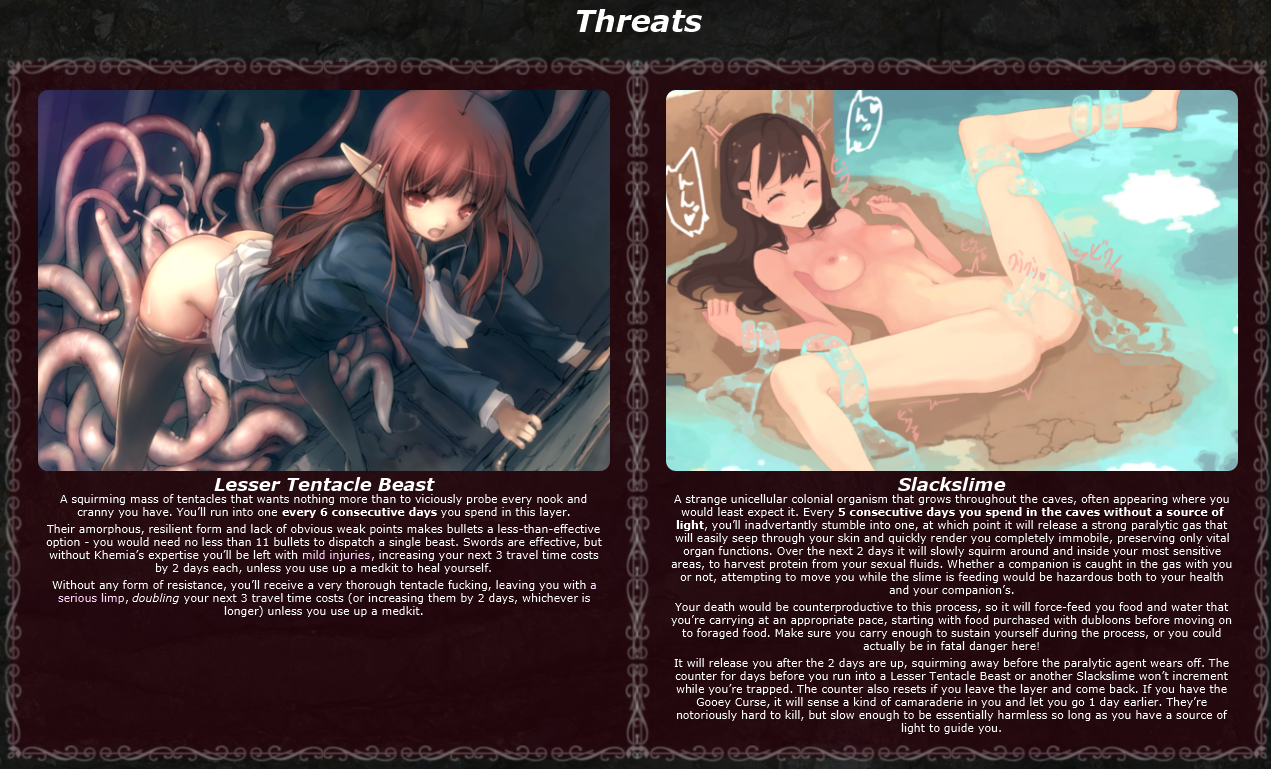 Threats
Lesser Tentacle Beast
A squirming mass of tentacles that wants nothing more than to viciously probe every nook and
cranny you have. You’ll run into one every 6 consecutive days you spend in this layer.
Their amorphous, resilient form and lack of obvious weak points makes bullets a less-than-effective
option - you would need no less than 11 bullets to dispatch a single beast. Swords are effective, but
without Khemia’s expertise you’ll be left with mild injuries, increasing your next 3 travel time costs
by 2 days each, unless you use up a medkit to heal yourself.
Without any form of resistance, you’ll receive a very thorough tentacle fucking, leaving you with a
serious limp, doubling your next 3 travel time costs (or increasing them by 2 days, whichever is
longer) unless you use up a medkit.
Slackslime
A strange unicellular colonial organism that grows throughout the caves, often appearing where you
would least expect it. Every 5 consecutive days you spend in the caves without a source of
light, you’ll inadvertantly stumble into one, at which point it will release a strong paralytic gas that
will easily seep through your skin and quickly render you completely immobile, preserving only vital
organ functions. Over the next 2 days it will slowly squirm around and inside your most sensitive
areas, to harvest protein from your sexual fluids. Whether a companion is caught in the gas with you
or not, attempting to move you while the slime is feeding would be hazardous both to your health
and your companion’s.
Your death would be counterproductive to this process, so it will force-feed you food and water that
you’re carrying at an appropriate pace, starting with food purchased with dubloons before moving on
to foraged food. Make sure you carry enough to sustain yourself during the process, or you could
actually be in fatal danger here!
It will release you after the 2 days are up, squirming away before the paralytic agent wears off. The
counter for days before you run into a Lesser Tentacle Beast or another Slackslime won’t increment
while you’re trapped. The counter also resets if you leave the layer and come back. If you have the
Gooey Curse, it will sense a kind of camaraderie in you and let you go 1 day earlier. They’re
notoriously hard to kill, but slow enough to be essentially harmless so long as you have a source of
light to guide you.